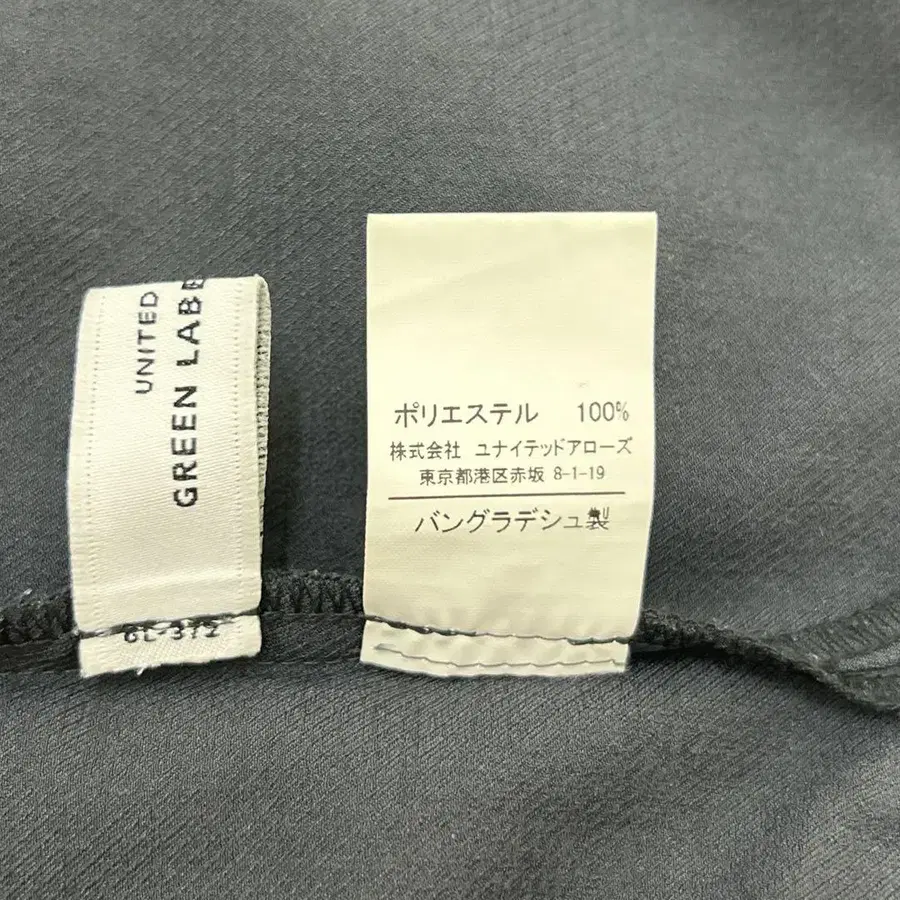 UNITED
GREEN LABE
GL-372
ポリエステル 100%
株式会社 ユナイテッドアローズ
東京都港区赤坂 8-1-19
バングラデシュ製